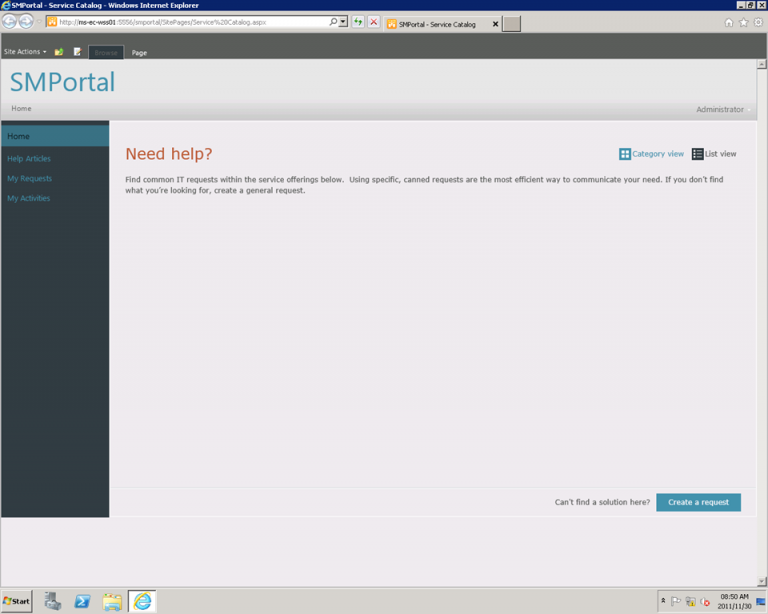 SMPortal - Service Catalog - Windows Internet Explorer
http://ms-ec-wss01:5556/smportal/SitePages/Service%20Catalog.aspx
SMPortal - Service Catalog
Site Actions
Browse
Page
SMPortal
Home
Administrator
Home
Help Articles
My Requests
My Activities
Need help?
Category view
List view
Find common IT requests within the service offerings below. Using specific, canned requests are the most efficient way to communicate your need. If you don't find
what you're looking for, create a general request.
Can't find a solution here?
Create a request
Start
08:50 AM
2011/11/30